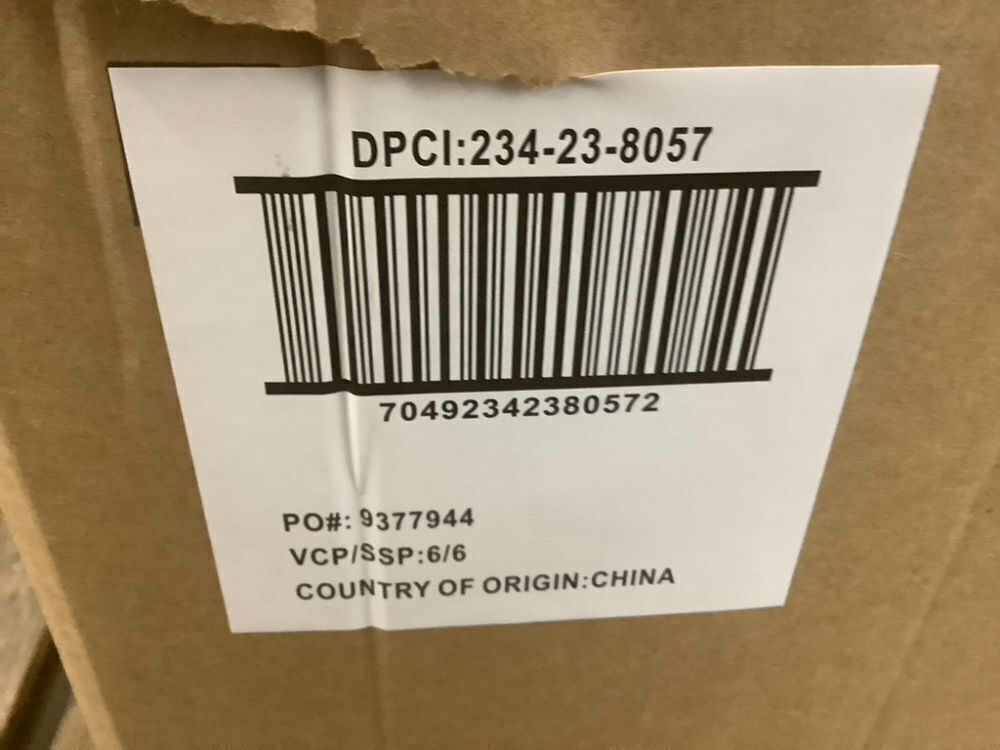 DPCI:234-23-8057
70492342380572
PO#: 9377944
VCP/SSP:6/6
COUNTRY OF ORIGIN:CHINA